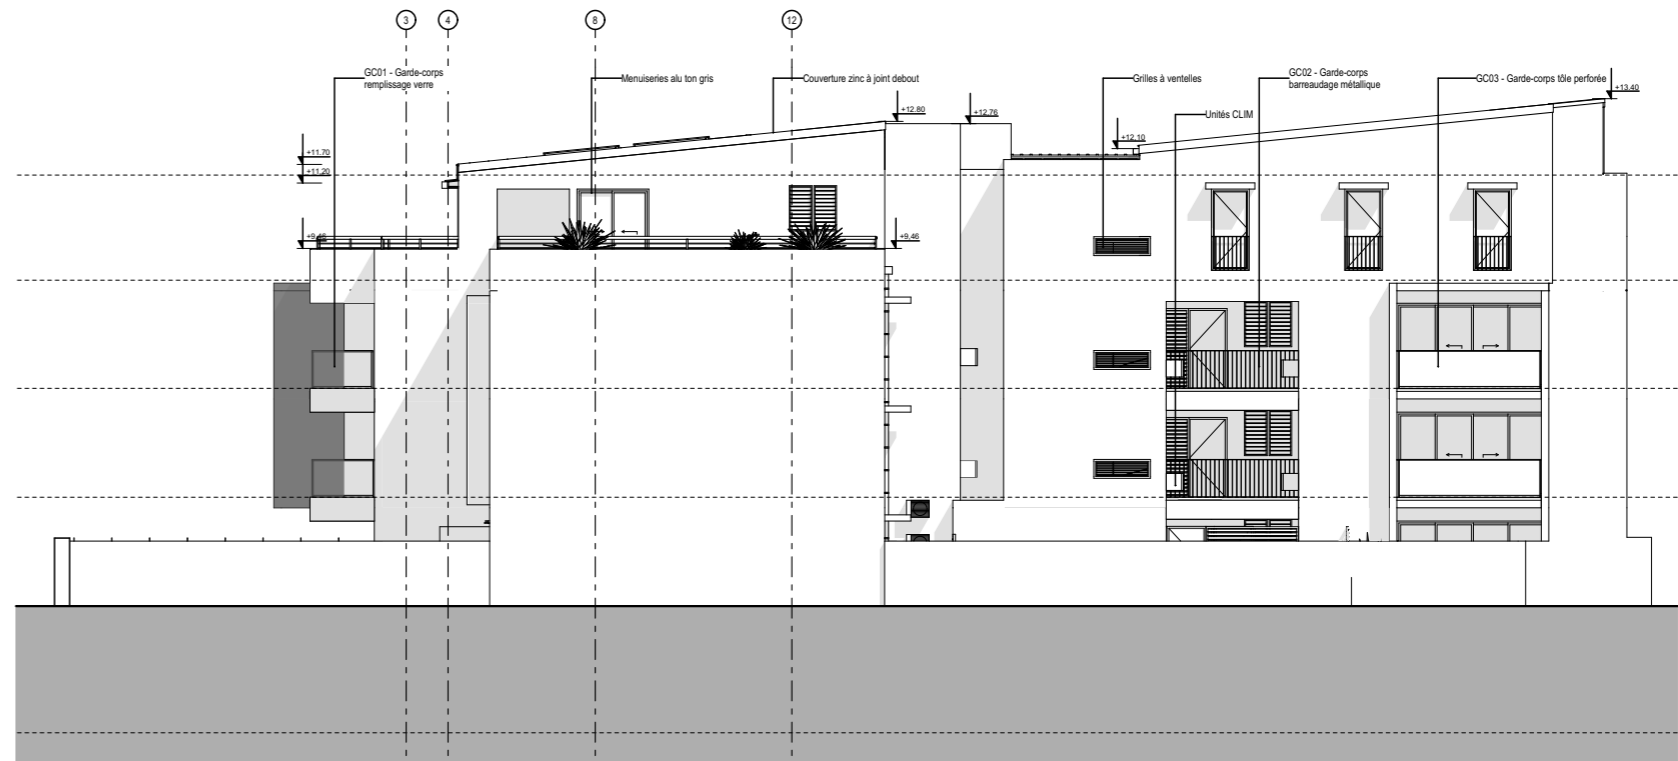 3 4 8 12
GC01 - Garde-corps
remplissage verre
Menuiseries alu ton gris
Couverture zinc à joint debout
Grilles à ventelles
GC02 - Garde-corps
barreaudage métallique
GC03 - Garde-corps tôle perforée
+13.40
+12.80
+12.76
Unités CLIM
+12.10
+11.70
+11.20
+9.46
+9,46